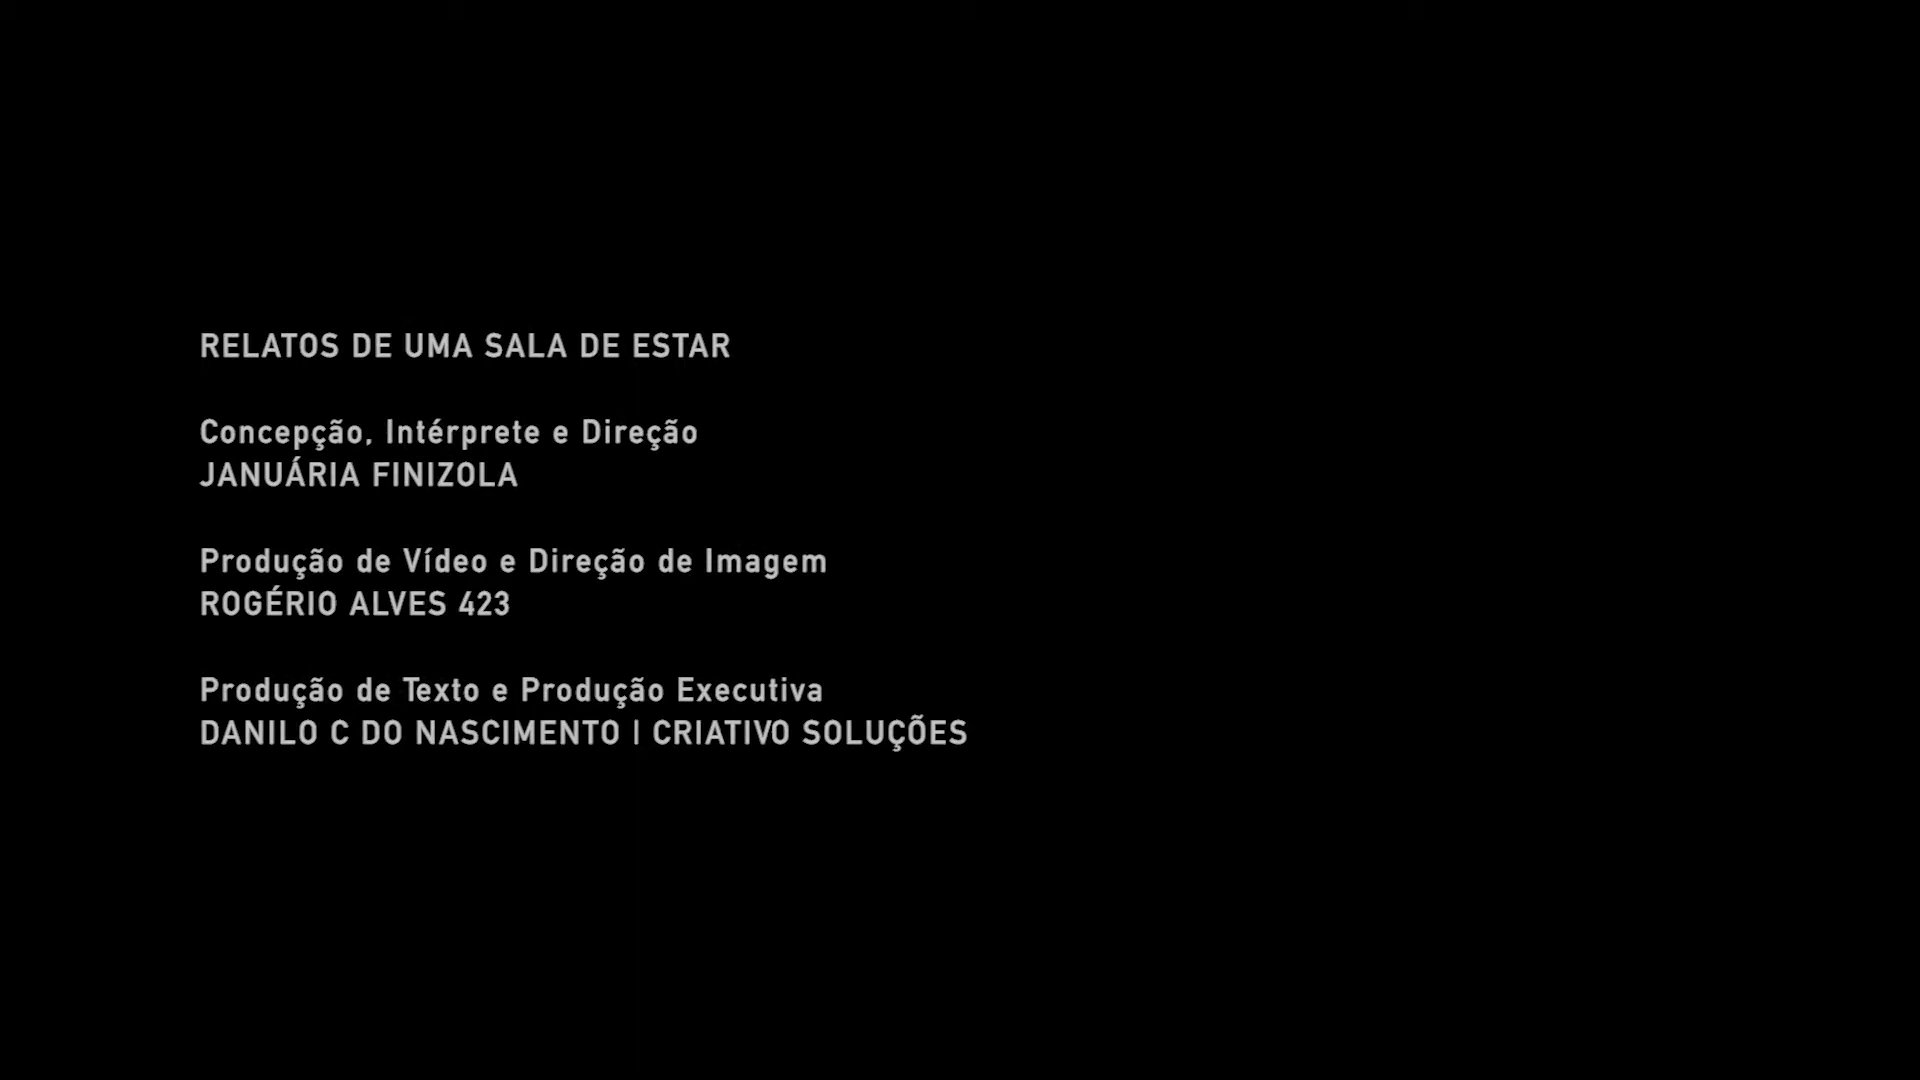 RELATOS DE UMA SALA DE ESTAR
Concepção, Intérprete e Direção
JANUÁRIA FINIZOLA
Produção de Vídeo e Direção de Imagem
ROGÉRIO ALVES 423
Produção de Texto e Produção Executiva
DANILO C DO NASCIMENTO | CRIATIVO SOLUÇÕES